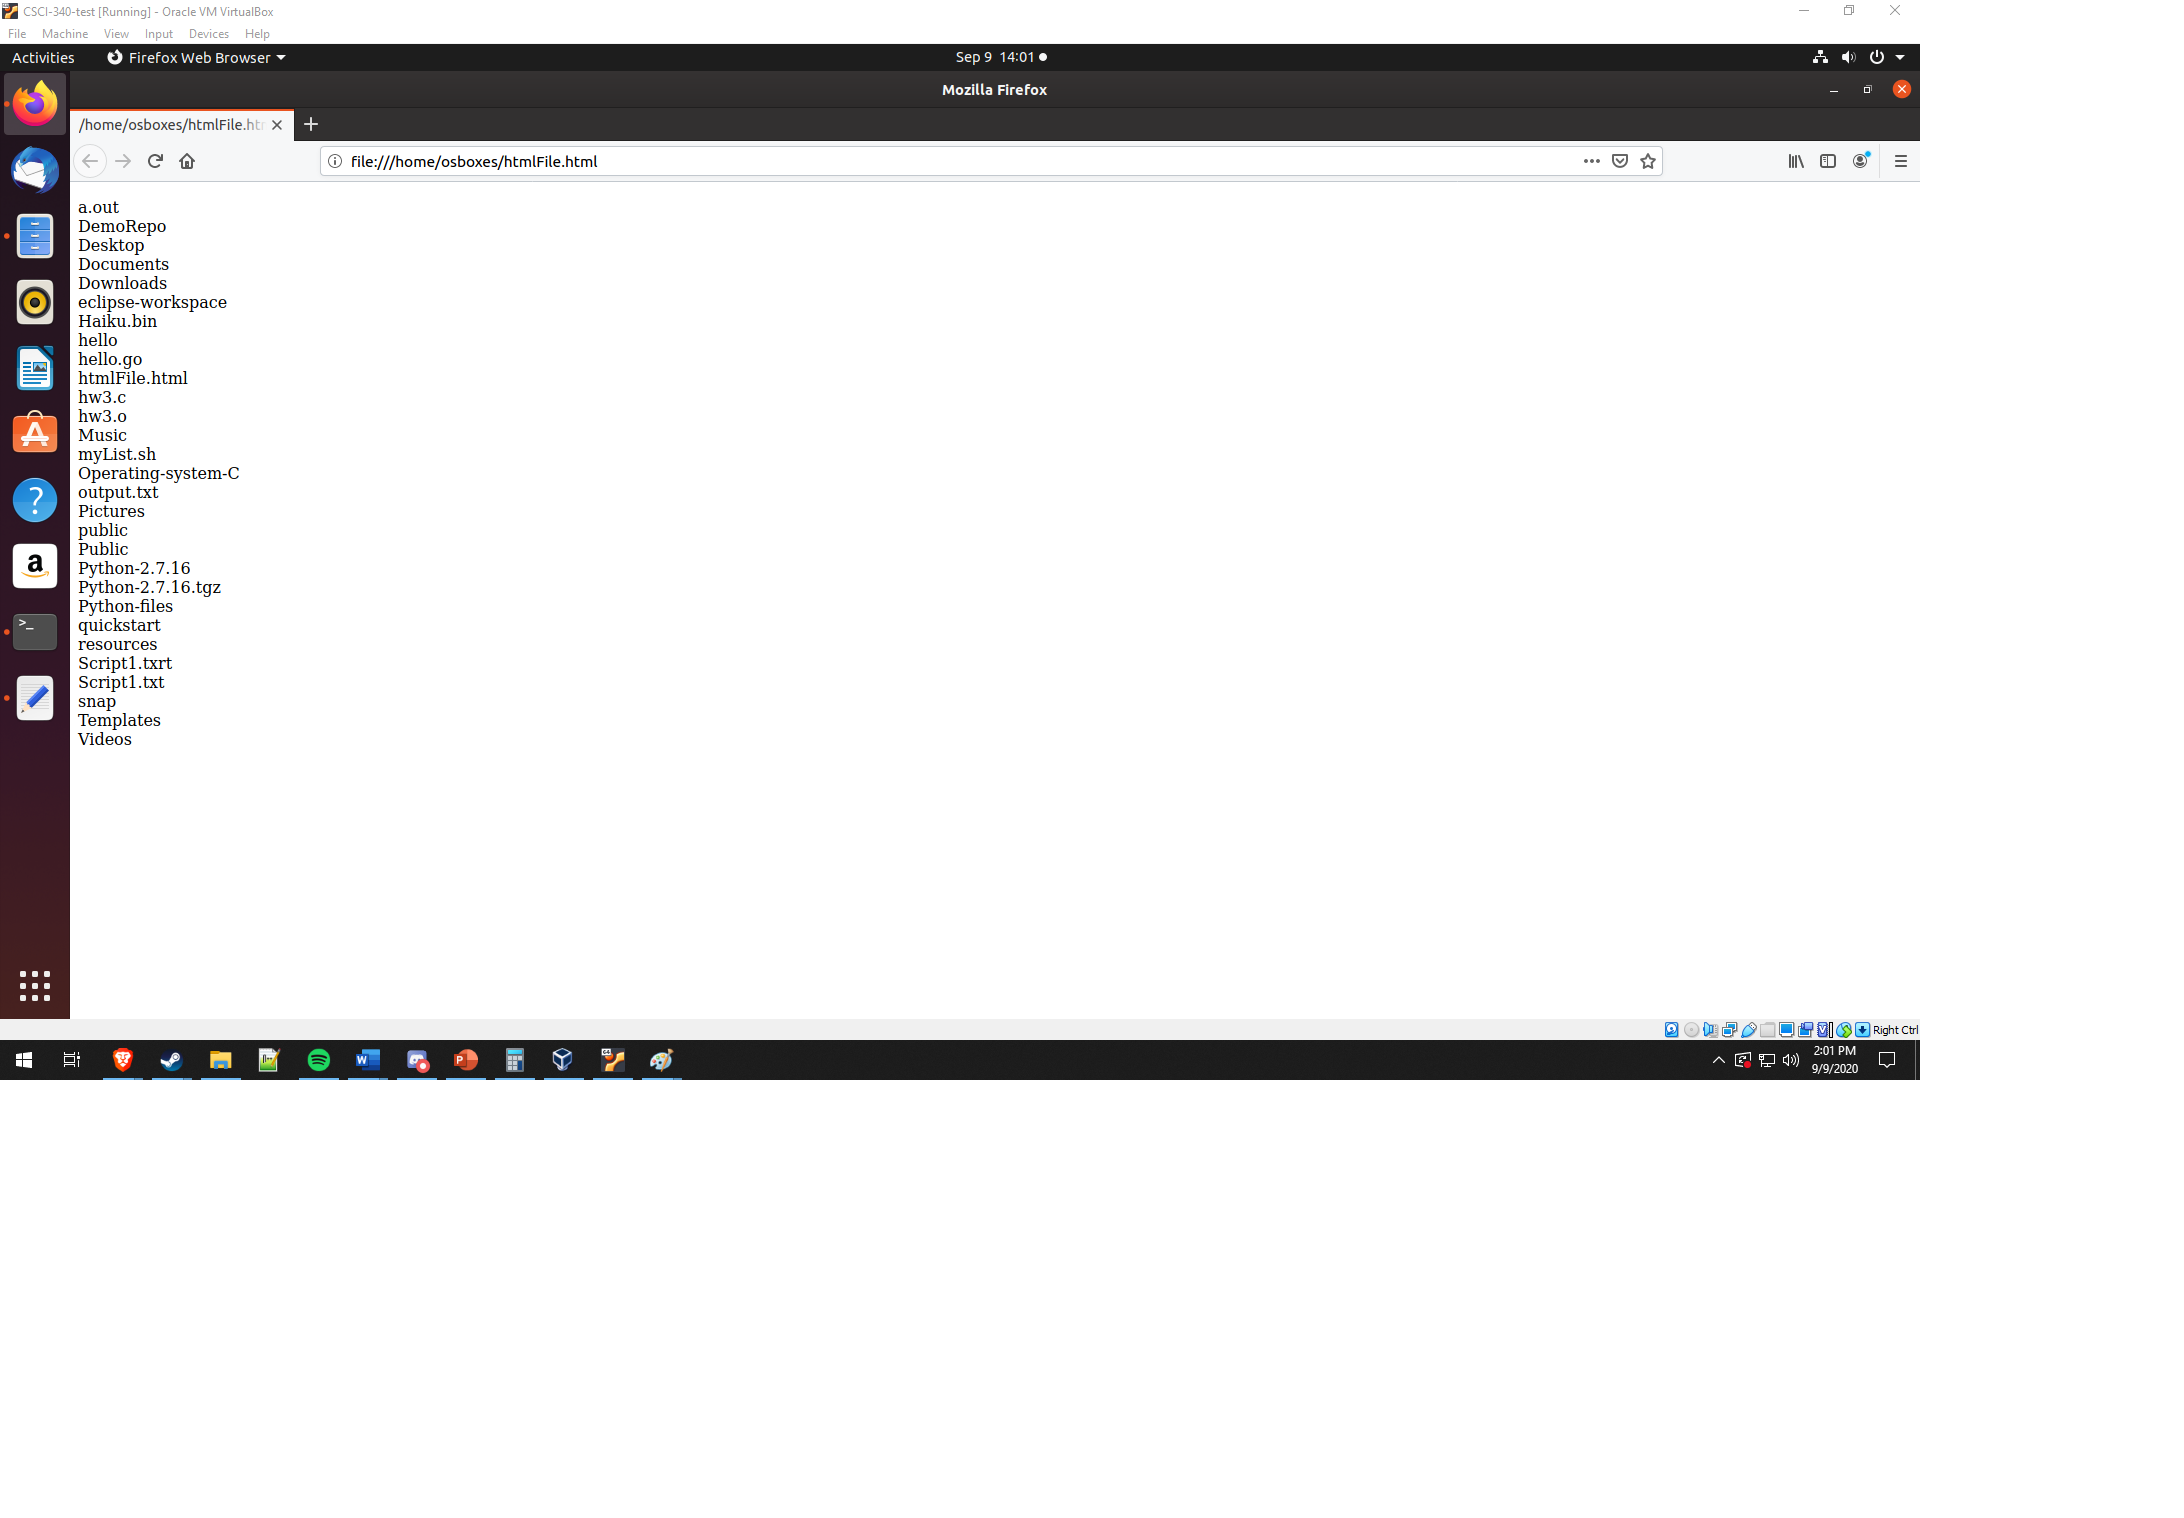 CSCI-340-test [Running] - Oracle VM VirtualBox
File Machine View Input Devices Help
Activities Firefox Web Browser Sep 9 14:01
Mozilla Firefox
/home/osboxes/htmlFile.htm
file:///home/osboxes/htmlFile.html
a.out
DemoRepo
Desktop
Documents
Downloads
eclipse-workspace
Haiku.bin
hello
hello.go
htmlFile.html
hw3.c
hw3.o
Music
myList.sh
Operating-system-C
output.txt
Pictures
public
Public
Python-2.7.16
Python-2.7.16.tgz
Python-files
quickstart
resources
Script1.txrt
Script1.txt
snap
Templates
Videos
Right Ctrl
2:01 PM
9/9/2020